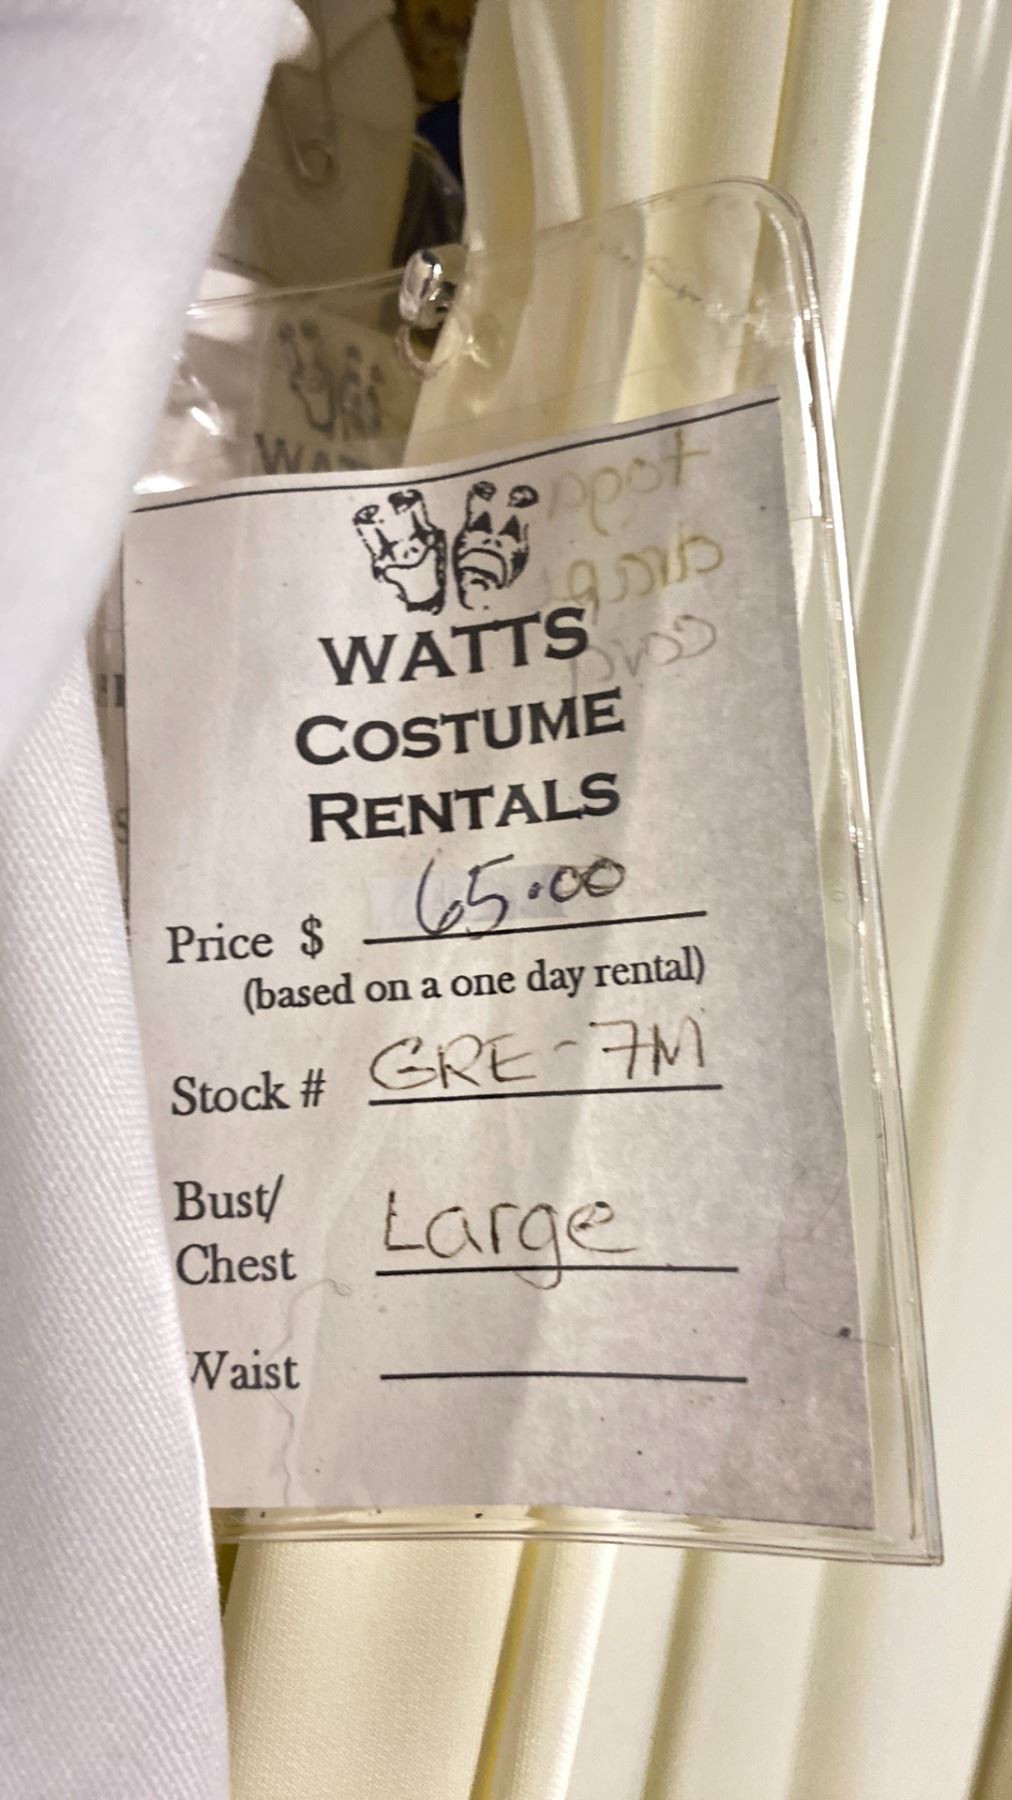 WATTS
COSTUME
RENTALS
Price $ 65.00
(based on a one day rental)
Stock # GRE-7M
Bust/
Chest Large
Waist